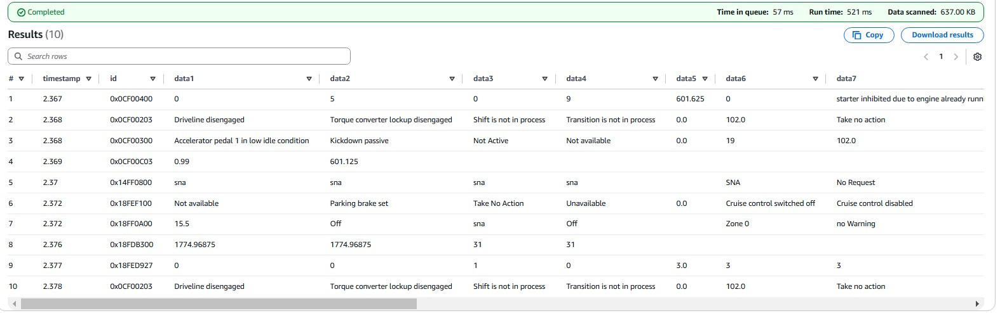 Completed Time in queue: 57 ms Run time: 521 ms Data scanned: 637.00 KB
Results (10) Copy Download results
Search rows 1
# timestamp id data1 data2 data3 data4 data5 data6 data7
1 2.367 0x0CF00400 0 5 0 9 601.625 0 starter inhibited due to engine already runni
2 2.368 0x0CF00203 Driveline disengaged Torque converter lockup disengaged Shift is not in process Transition is not in process 0.0 102.0 Take no action
3 2.368 0x0CF00300 Accelerator pedal 1 in low idle condition Kickdown passive Not Active Not available 0.0 19 102.0
4 2.369 0x0CF00C03 0.99 601.125
5 2.37 0x14FF0800 sna sna sna sna SNA No Request
6 2.372 0x18FEF100 Not available Parking brake set Take No Action Unavailable 0.0 Cruise control switched off Cruise control disabled
7 2.372 0x18FF0A00 15.5 Off sna Off Zone 0 no Warning
8 2.376 0x18FDB300 1774.96875 1774.96875 31 31
9 2.377 0x18FED927 0 0 1 0 3.0 3 3
10 2.378 0x0CF00203 Driveline disengaged Torque converter lockup disengaged Shift is not in process Transition is not in process 0.0 102.0 Take no action